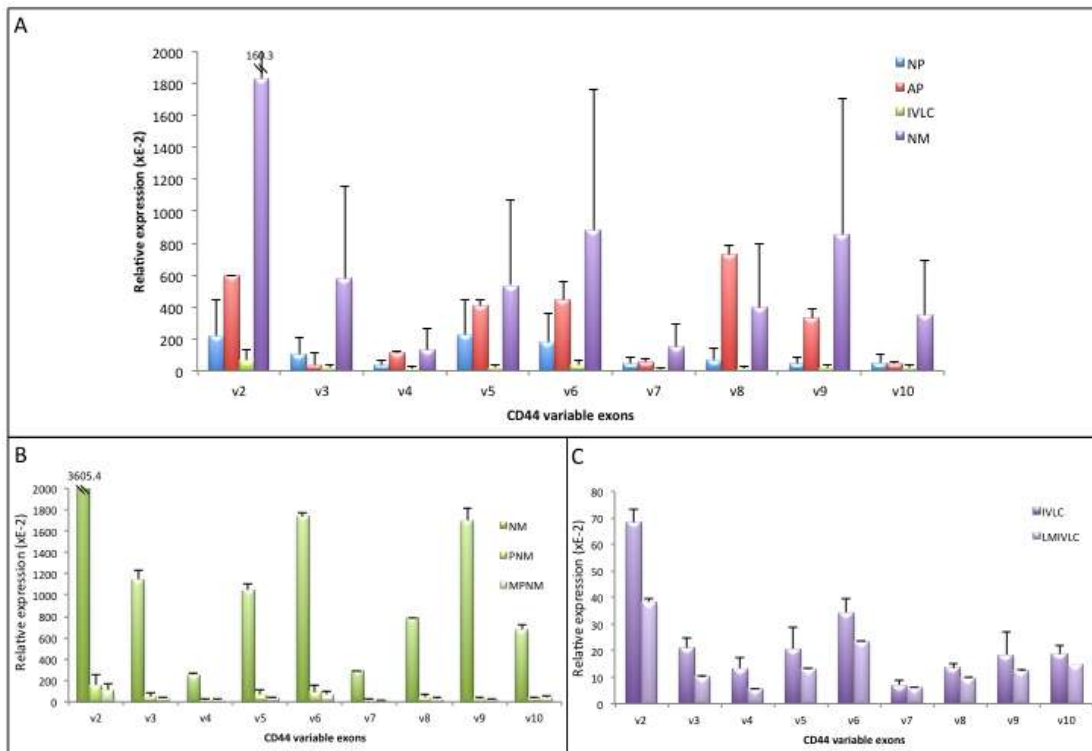 A
160.3
2000
1800
1600
1400
1200
1000
800
600
400
200
0
Relative expression (xE-2)
v2 v3 v4 v5 v6 v7 v8 v9 v10
CD44 variable exons
NP
AP
IVLC
NM
B
3605.4
2000
1800
1600
1400
1200
1000
800
600
400
200
0
Relative expression (xE-2)
v2 v3 v4 v5 v6 v7 v8 v9 v10
CD44 variable exons
NM
PNM
MPNM
C
80
70
60
50
40
30
20
10
0
Relative expression (xE-2)
v2 v3 v4 v5 v6 v7 v8 v9 v10
CD44 variable exons
IVLC
LMIVLC